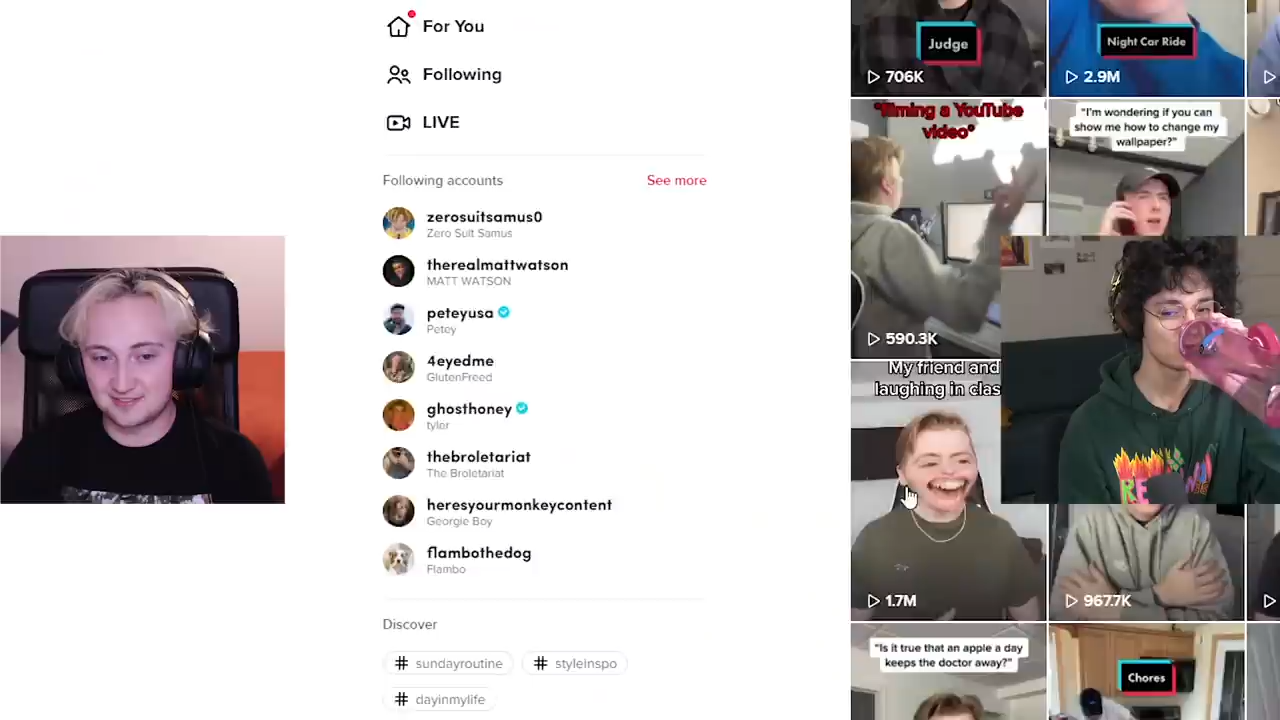 For You
Following
LIVE
Following accounts
See more
zerosuitsamus0
Zero Suit Samus
therealmattwatson
MATT WATSON
peteyusa
Petey
4eyedme
GlutenFreed
ghosthoney
tyler
thebroletariat
The Broletariat
heresyourmonkeycontent
Georgie Boy
flambothedog
Flambo
Discover
# sundayroutine
# styleinspo
# dayinmylife
Judge
706K
Night Car Ride
2.9M
*filming a YouTube
video*
590.3K
"I'm wondering if you can
show me how to change my
wallpaper?"
My friend and
laughing in clas
1.7M
967.7K
"Is it true that an apple a day
keeps the doctor away?"
Chores